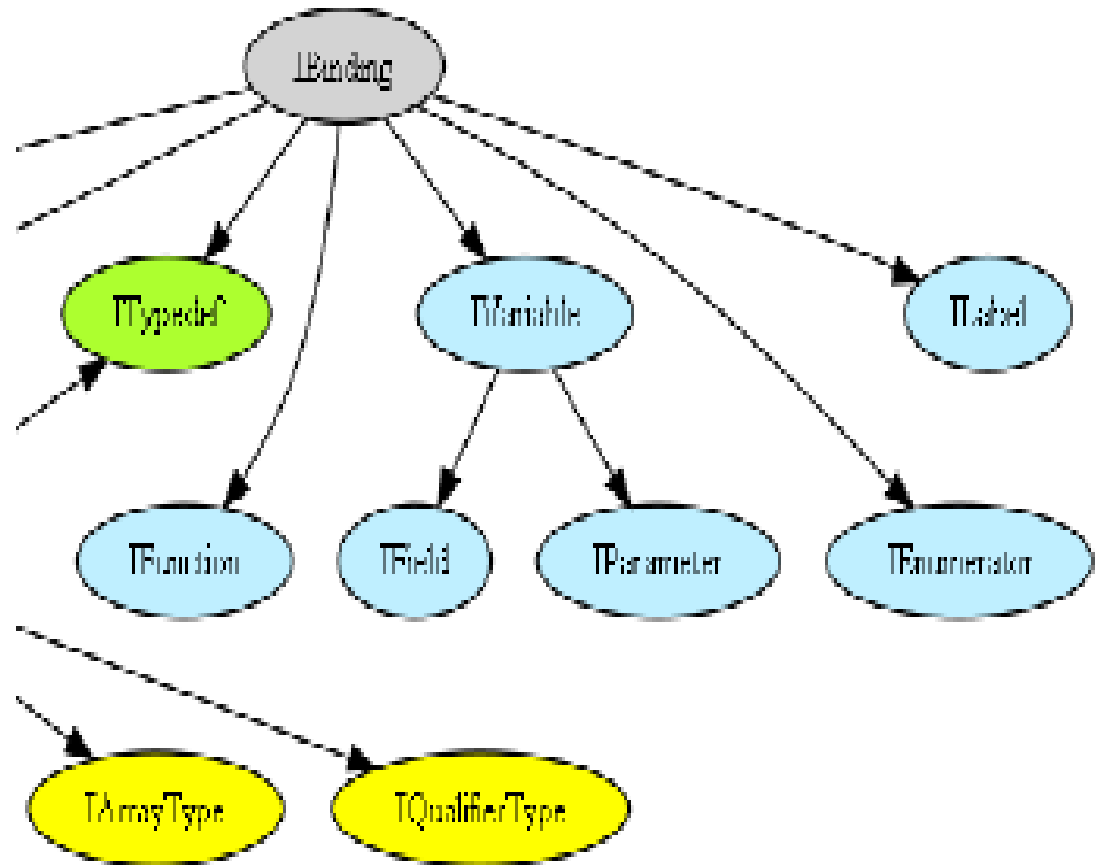 IBinding
ITypedef
IVariable
ILabel
IFunction
IField
IParameter
IEnumerator
IArrayType
IQualifierType